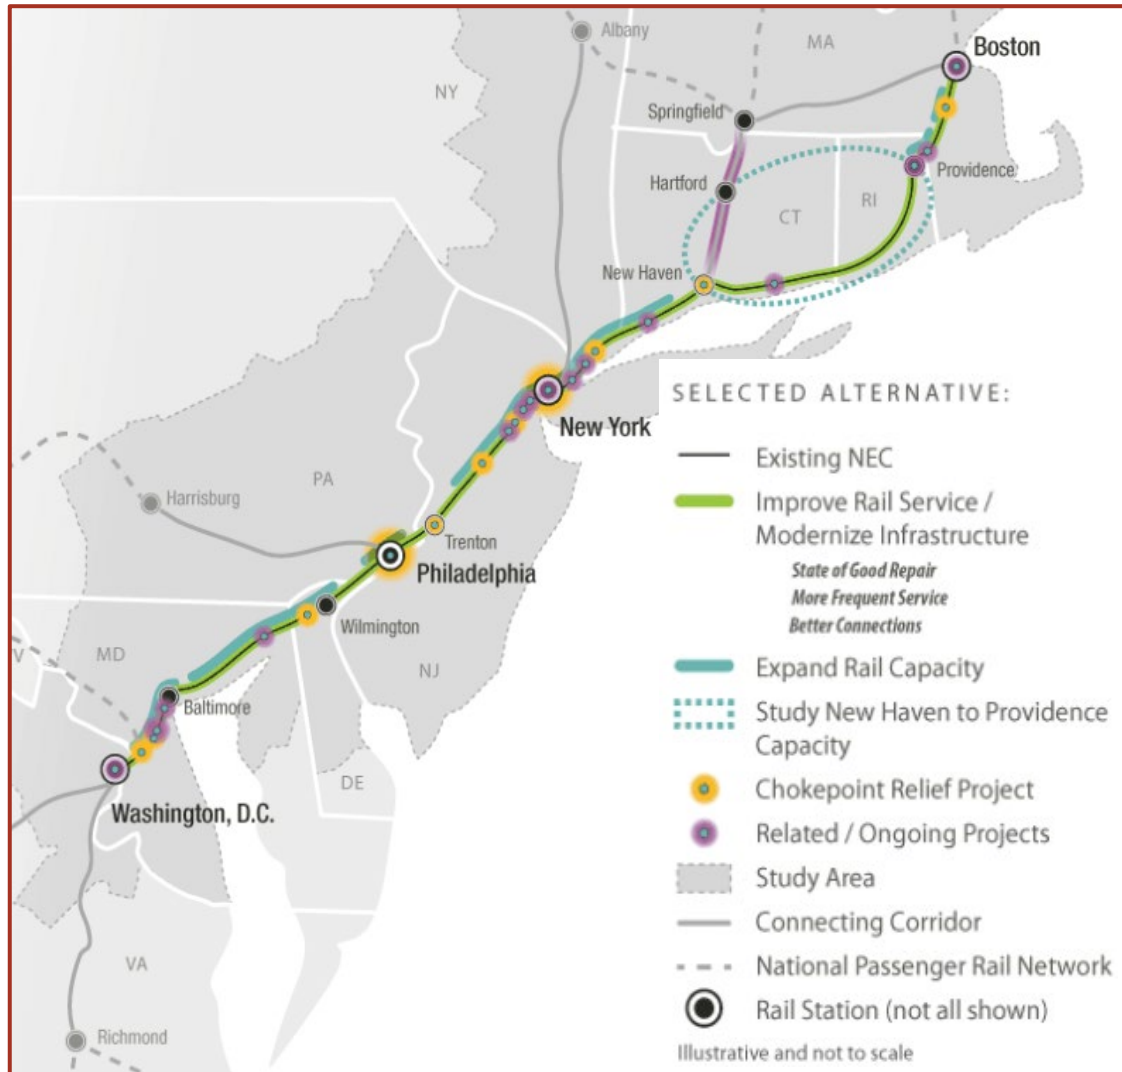 Albany
MA
Boston
NY
Springfield
Providence
Hartford
RI
CT
New Haven
New York
PA
Harrisburg
Trenton
Philadelphia
Wilmington
MD
V
NJ
Baltimore
DE
Washington, D.C.
VA
Richmond
SELECTED ALTERNATIVE:
Existing NEC
Improve Rail Service /
Modernize Infrastructure
State of Good Repair
More Frequent Service
Better Connections
Expand Rail Capacity
Study New Haven to Providence
Capacity
Chokepoint Relief Project
Related / Ongoing Projects
Study Area
Connecting Corridor
National Passenger Rail Network
Rail Station (not all shown)
Illustrative and not to scale